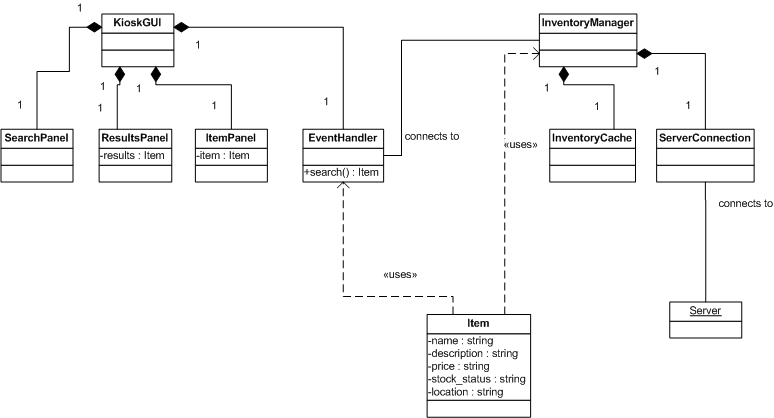 1
KioskGUI
1
1
1
1
1
1
1
1
SearchPanel
ResultsPanel
-results : Item
ItemPanel
-item : Item
EventHandler
+search() : Item
connects to
InventoryManager
1
1
1
1
«uses»
InventoryCache
ServerConnection
connects to
«uses»
Server
Item
-name : string
-description : string
-price : string
-stock_status : string
-location : string